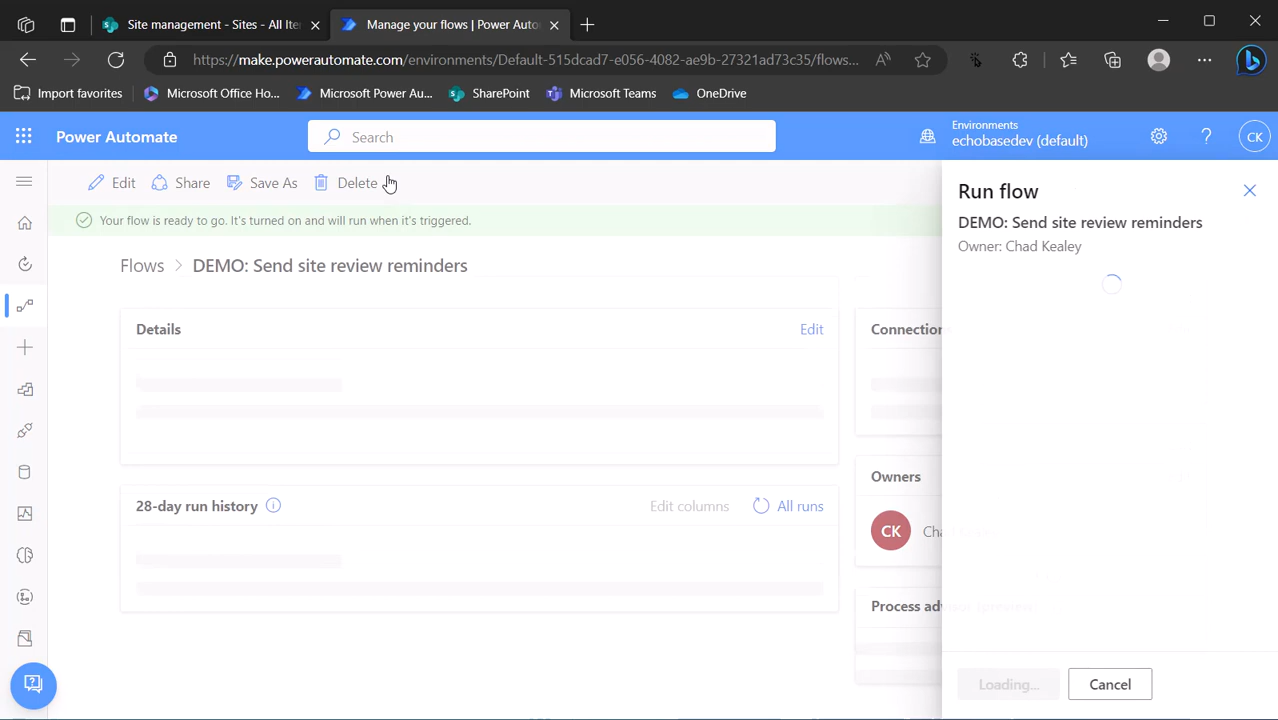 Site management - Sites - All Ite
Manage your flows | Power Auto
https://make.powerautomate.com/environments/Default-515dcad7-e056-4082-ae9b-27321ad73c35/flows...
Import favorites
Microsoft Office Ho...
Microsoft Power Au...
SharePoint
Microsoft Teams
OneDrive
Power Automate
Search
Environments
echobasedev (default)
CK
Edit
Share
Save As
Delete
Your flow is ready to go. It's turned on and will run when it's triggered.
Flows > DEMO: Send site review reminders
Details
Edit
Connection
28-day run history
Edit columns
All runs
Owners
CK
Process ad
Run flow
DEMO: Send site review reminders
Owner: Chad Kealey
Loading...
Cancel